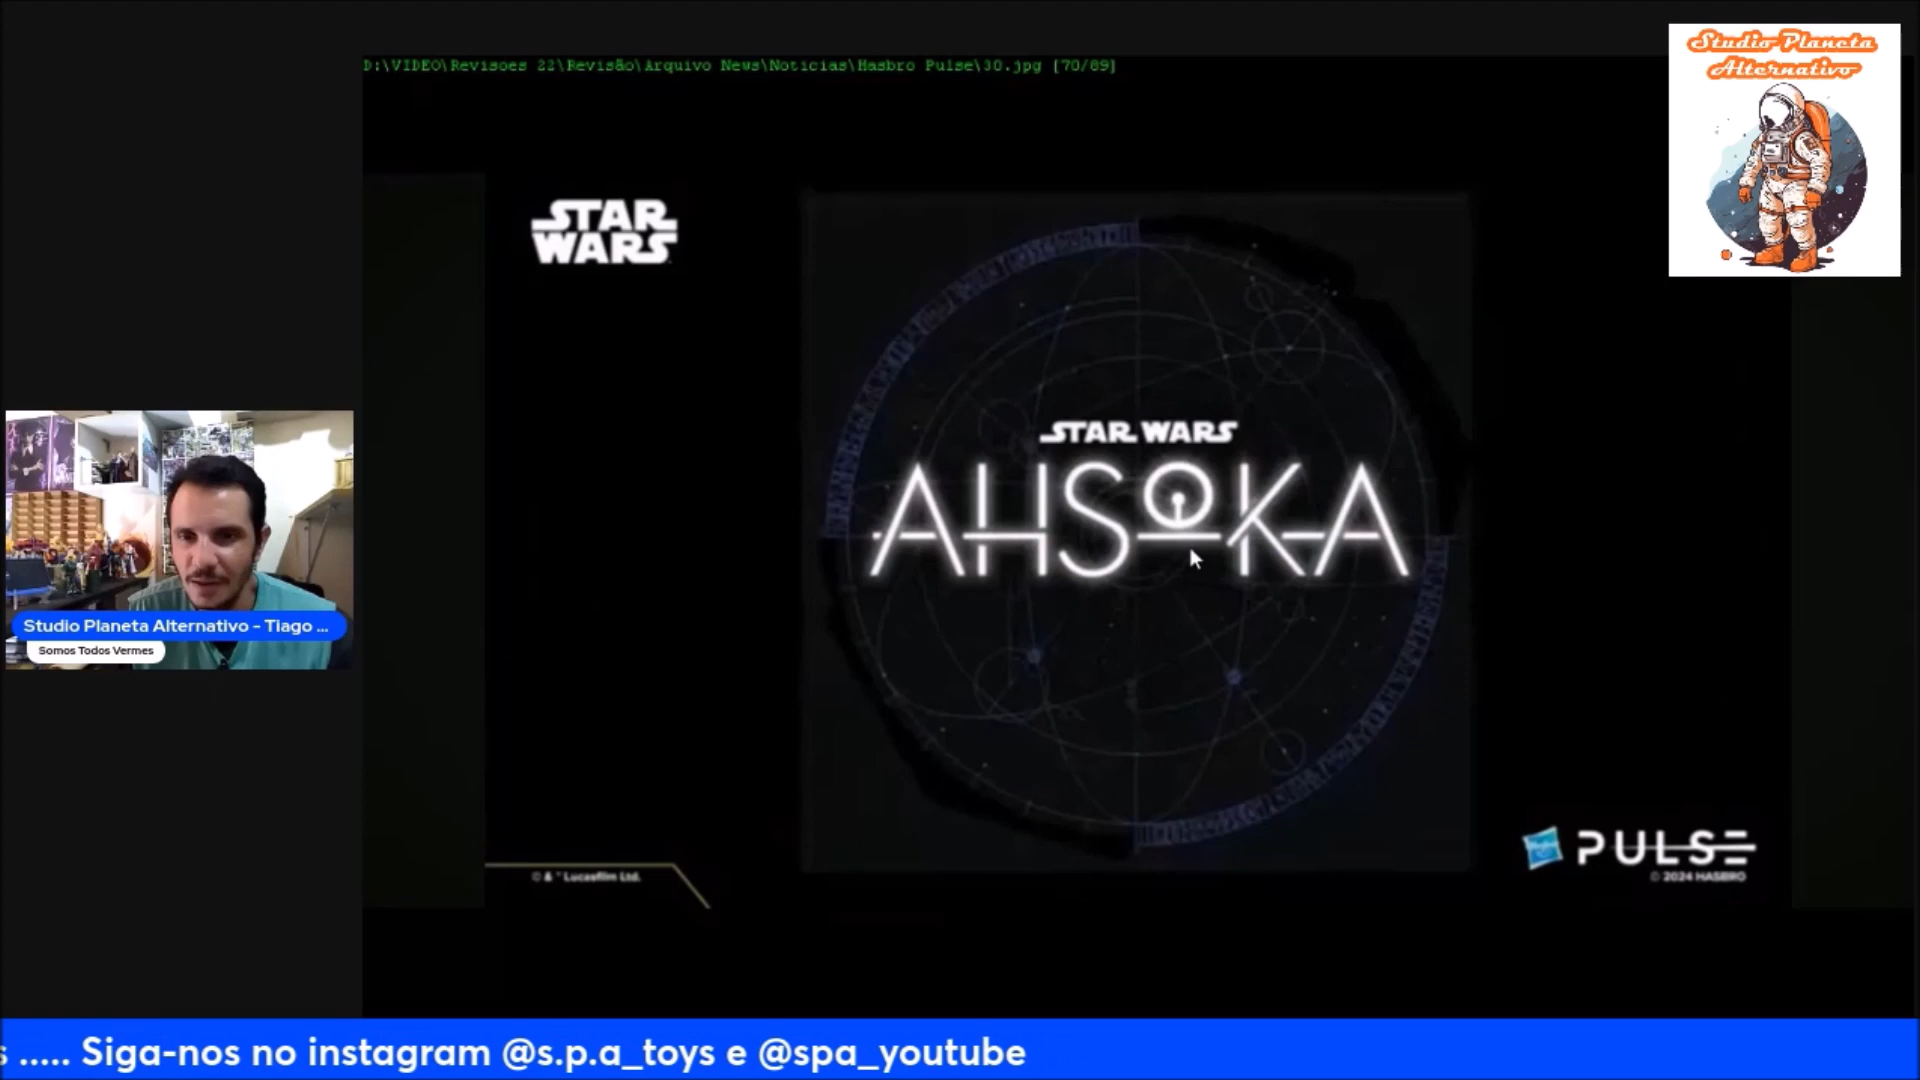 D:\VIDEO\Revisoes 22\Revisão\Arquivo News\Noticias\Hasbro Pulse\30.jpg [70/89]
Studio Planeta
Alternativo
STAR
WARS
STAR WARS
AHSOKA
Studio Planeta Alternativo - Tiago ...
Somos Todos Vermes
PULSE
© 2024 HASBRO
© & ™ Lucasfilm Ltd.
s ..... Siga-nos no instagram @s.p.a_toys e @spa_youtube